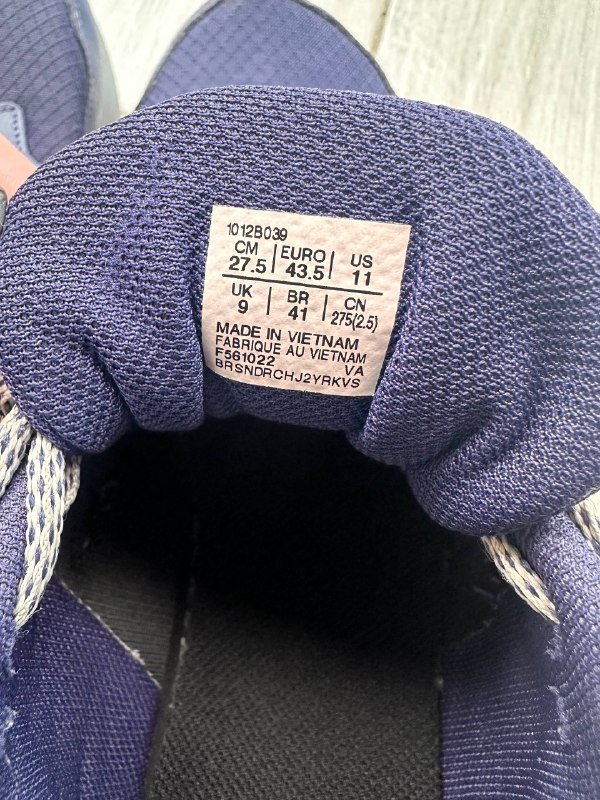 1012B039
CM EURO US
27.5 43.5 11
UK BR CN
9 41 275(2.5)
MADE IN VIETNAM
FABRIQUE AU VIETNAM
F561022 VA
BRSNDRCHJ2YRKVS